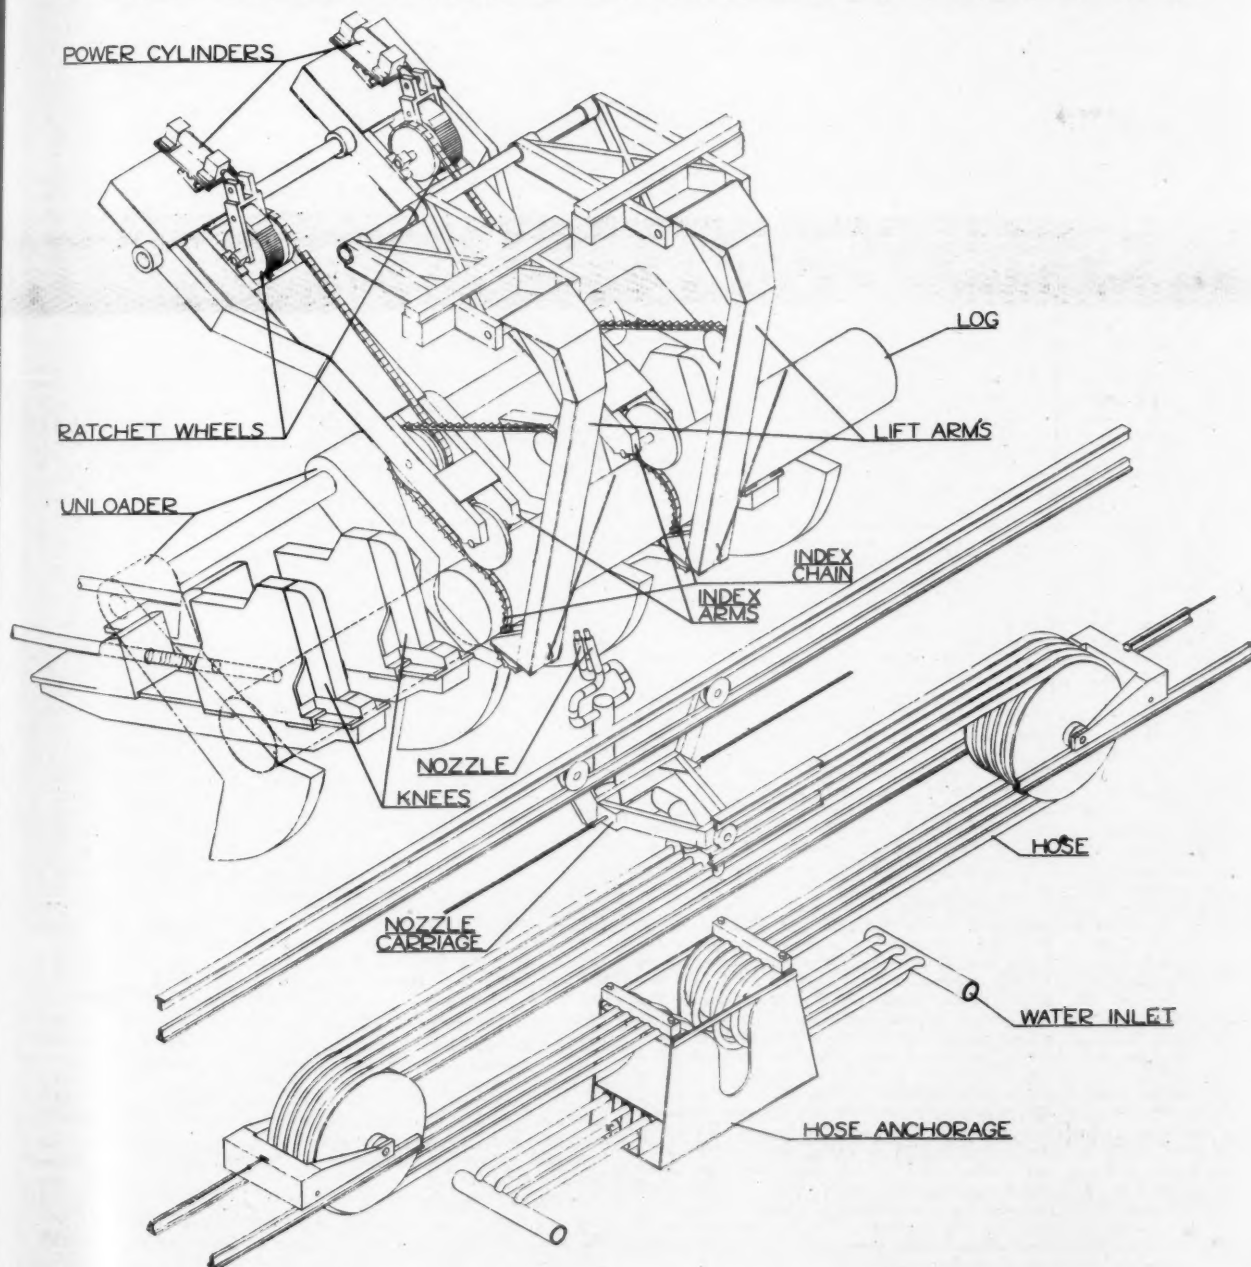 POWER CYLINDERS
LOG
RATCHET WHEELS
LIFT ARMS
UNLOADER
INDEX
CHAIN
INDEX
ARMS
NOZZLE
KNEES
HOSE
NOZZLE
CARRIAGE
WATER INLET
HOSE ANCHORAGE